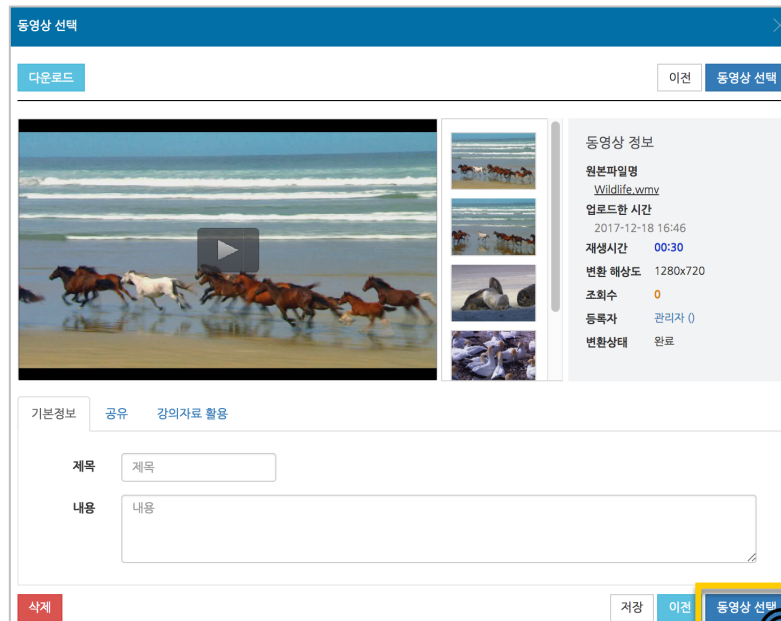 동영상 선택
다운로드
이전
동영상 선택
동영상 정보
원본파일명
Wildlife.wmv
업로드한 시간
2017-12-18 16:46
재생시간 00:30
변환 해상도 1280x720
조회수 0
등록자 관리자 ()
변환상태 완료
기본정보 공유 강의자료 활용
제목 제목
내용 내용
삭제
저장 이전 동영상 선택